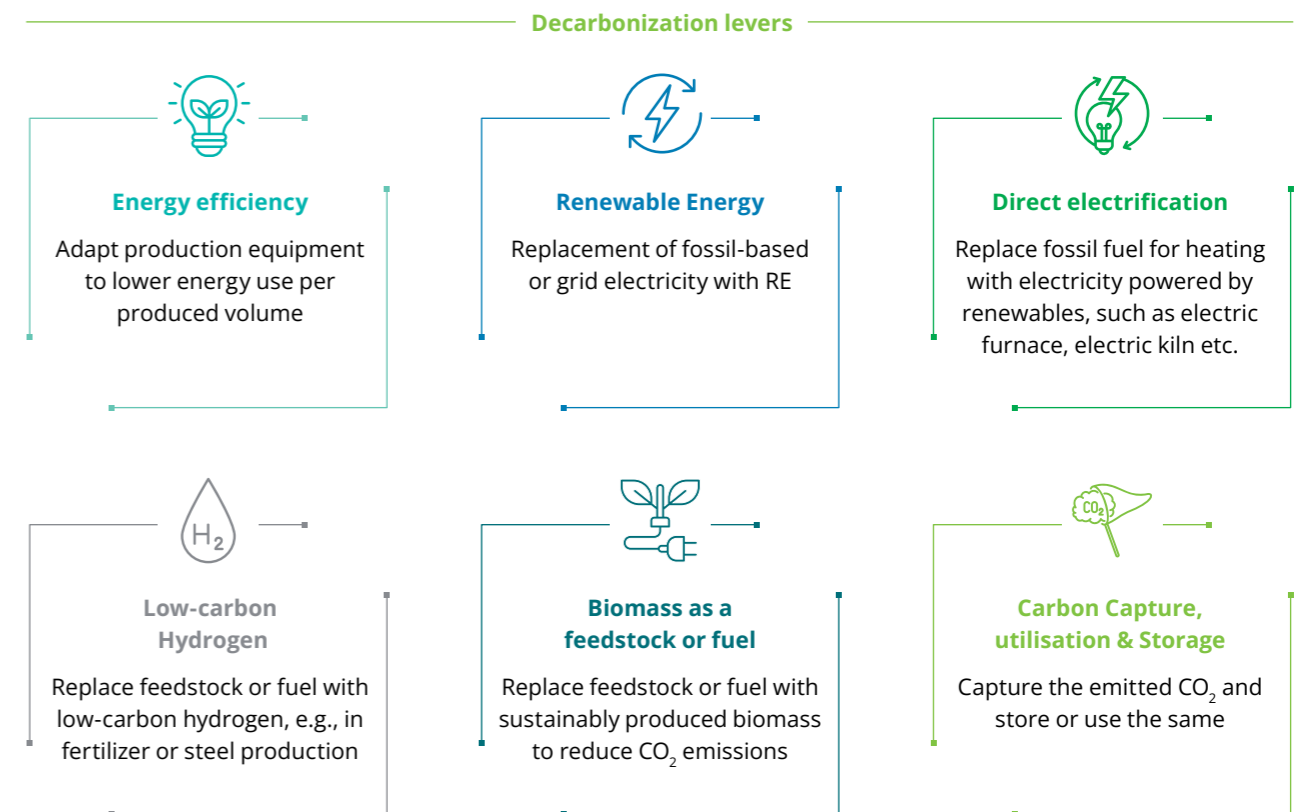 Decarbonization levers
Energy efficiency
Adapt production equipment
to lower energy use per
produced volume
Renewable Energy
Replacement of fossil-based
or grid electricity with RE
Direct electrification
Replace fossil fuel for heating
with electricity powered by
renewables, such as electric
furnace, electric kiln etc.
H₂
Low-carbon
Hydrogen
Replace feedstock or fuel with
low-carbon hydrogen, e.g., in
fertilizer or steel production
Biomass as a
feedstock or fuel
Replace feedstock or fuel with
sustainably produced biomass
to reduce CO₂ emissions
CO₂
Carbon Capture,
utilisation & Storage
Capture the emitted CO₂ and
store or use the same